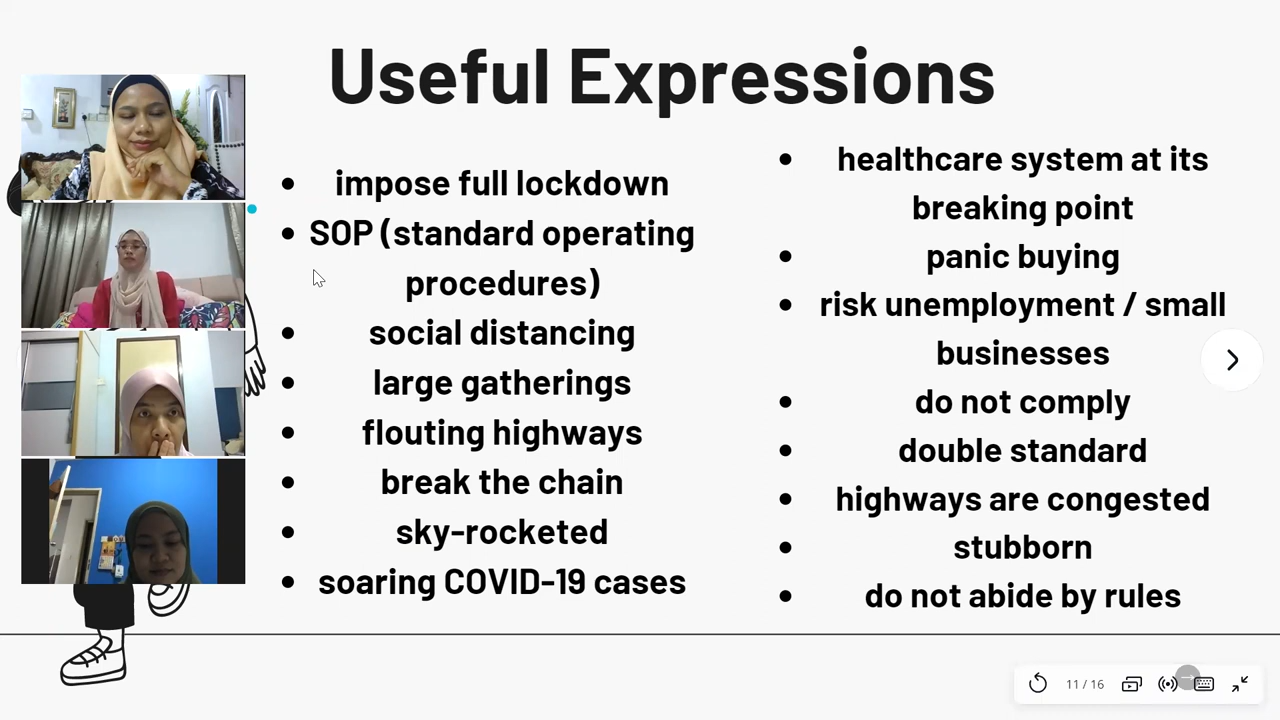 Useful Expressions
impose full lockdown
SOP (standard operating
procedures)
social distancing
large gatherings
flouting highways
break the chain
sky-rocketed
soaring COVID-19 cases
healthcare system at its
breaking point
panic buying
risk unemployment / small
businesses
do not comply
double standard
highways are congested
stubborn
do not abide by rules
11 / 16